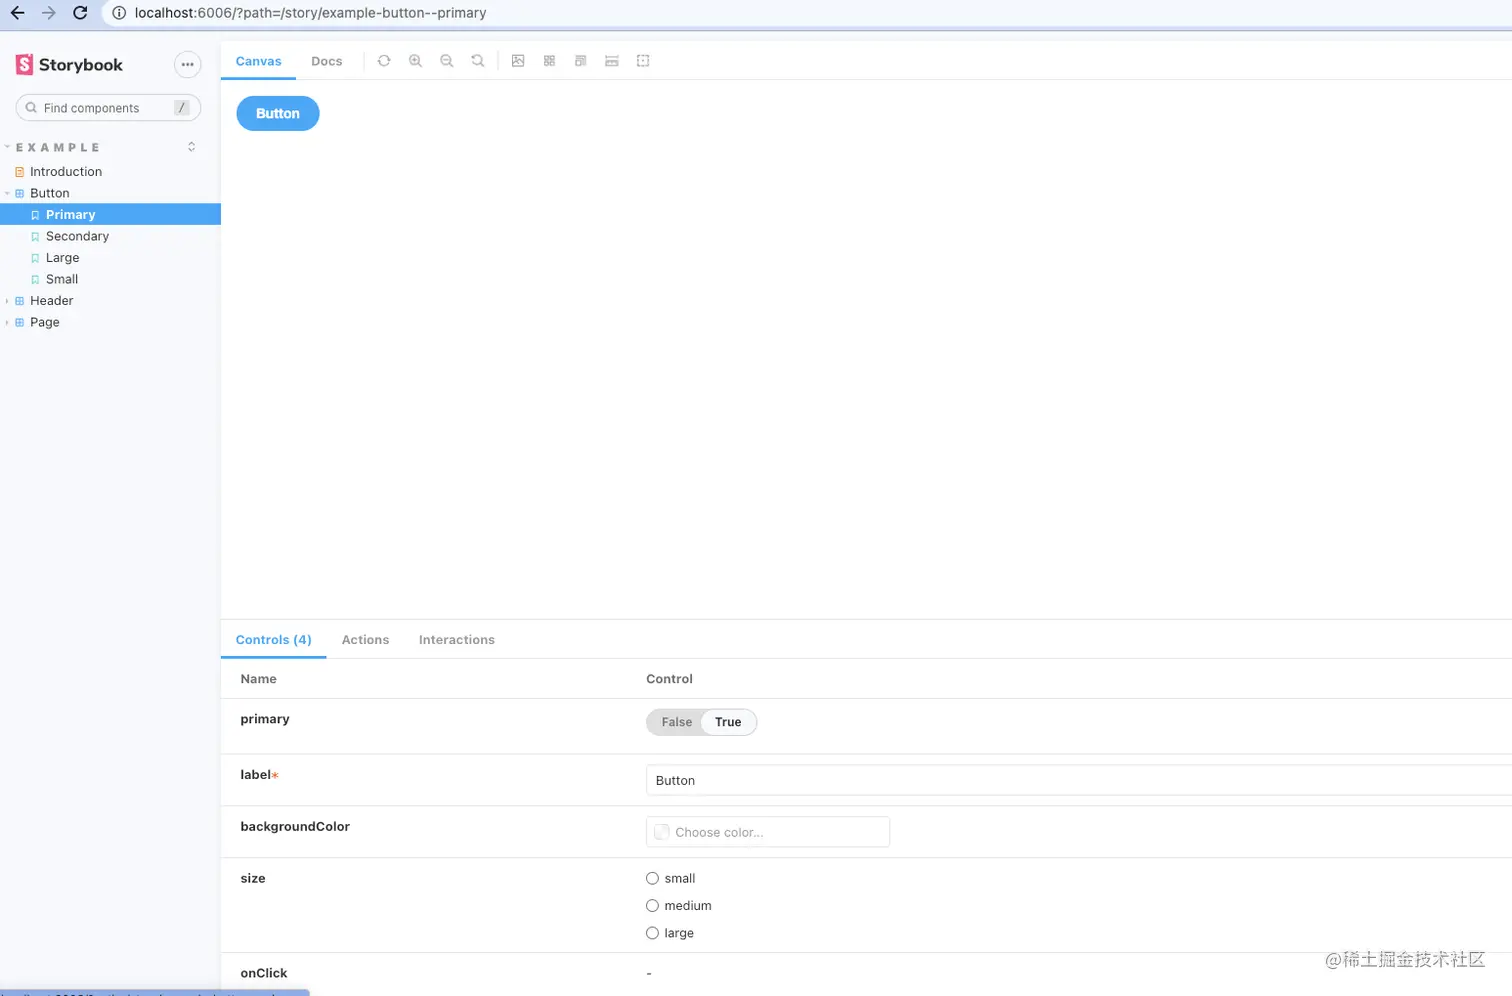 localhost:6006/?path=/story/example-button--primary
Storybook
Find components /
EXAMPLE
Introduction
Button
Primary
Secondary
Large
Small
Header
Page
Canvas Docs
Button
Controls (4) Actions Interactions
Name Control
primary False True
label* Button
backgroundColor Choose color...
size small
medium
large
onClick -
@稀土掘金技术社区